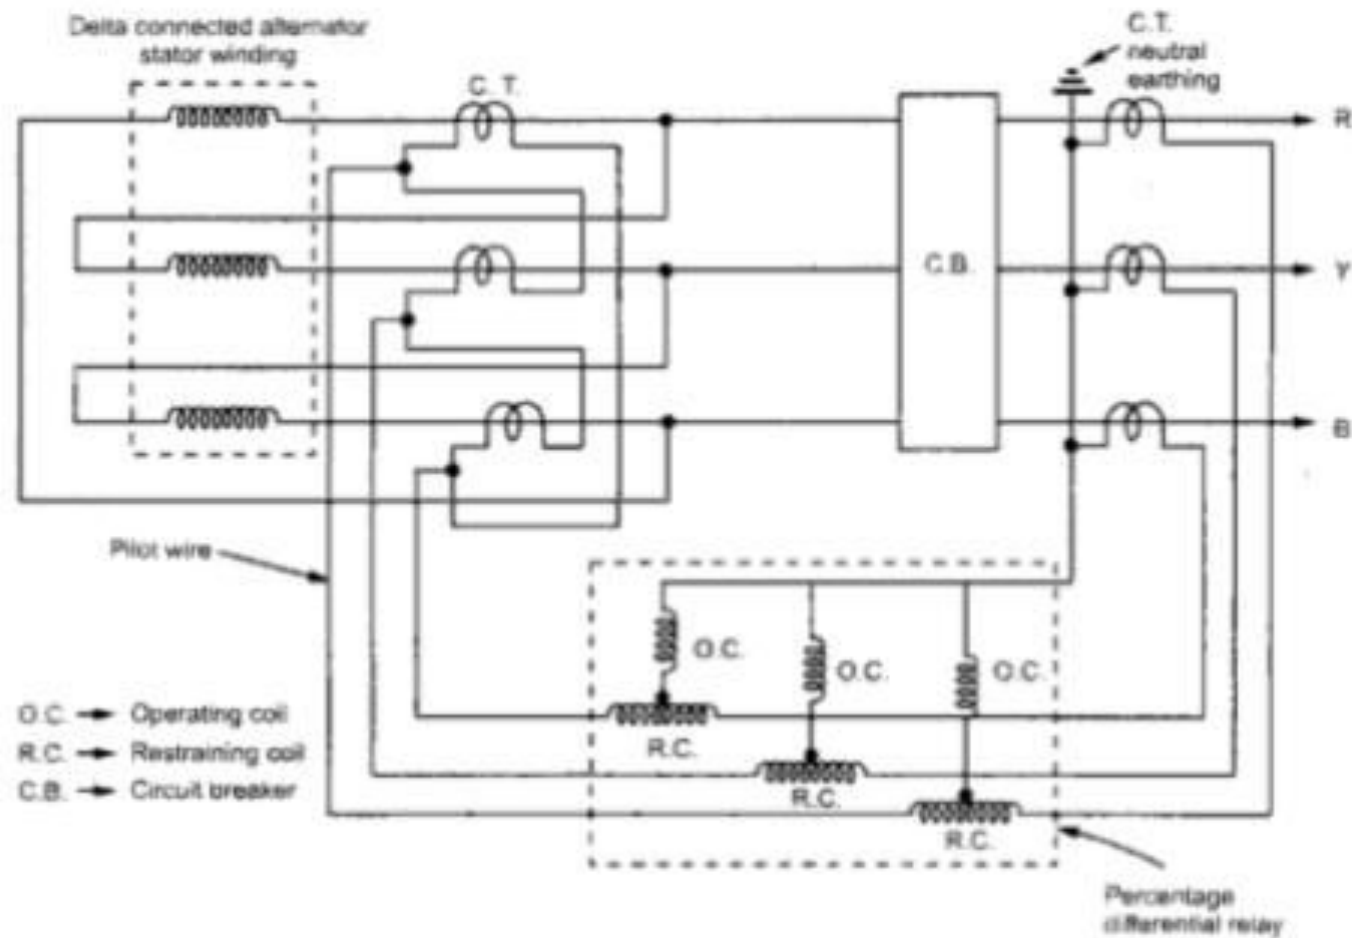 Delta connected alternator
stator winding
C. T.
C.T.
neutral
earthing
R
C.B.
Y
B
Pilot wire
O.C.
O.C.
O.C.
O.C. → Operating coil
R.C. → Restraining coil
C.B. → Circuit breaker
R.C.
R.C.
R.C.
Percentage
differential relay